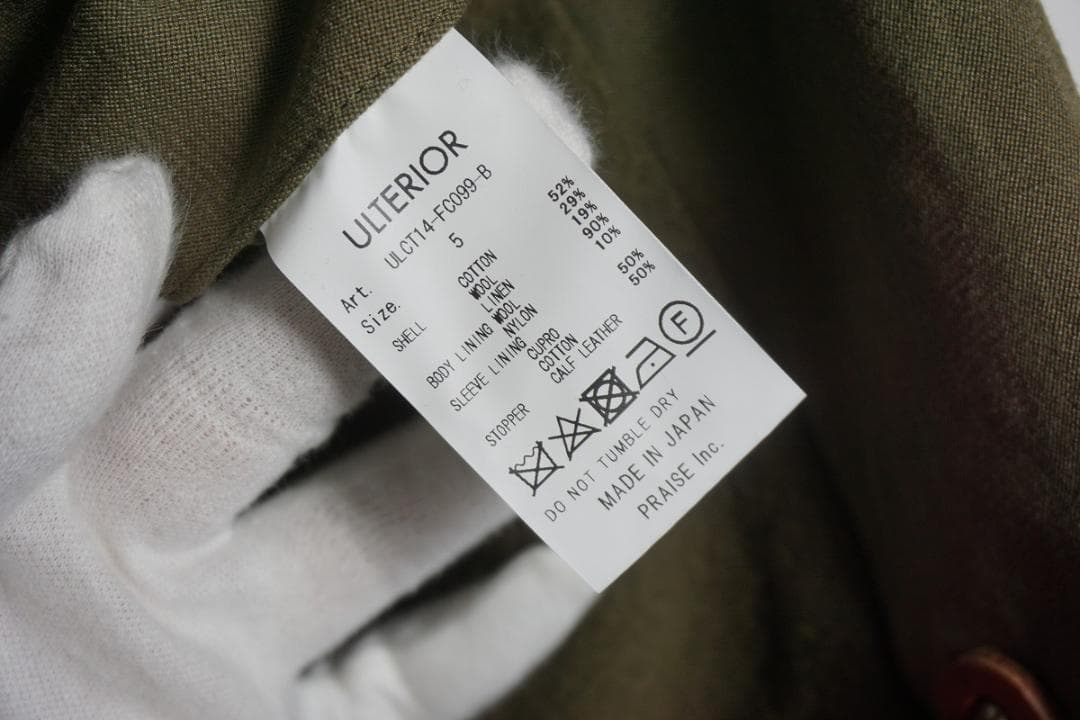 ULTERIOR
Art. ULCT14-FC099-B
Size. 5
SHELL COTTON 52%
WOOL 29%
LINEN 19%
BODY LINING WOOL 90%
NYLON 10%
SLEEVE LINING CUPRO 50%
COTTON 50%
STOPPER CALF LEATHER
F
DO NOT TUMBLE DRY
MADE IN JAPAN
PRAISE Inc.